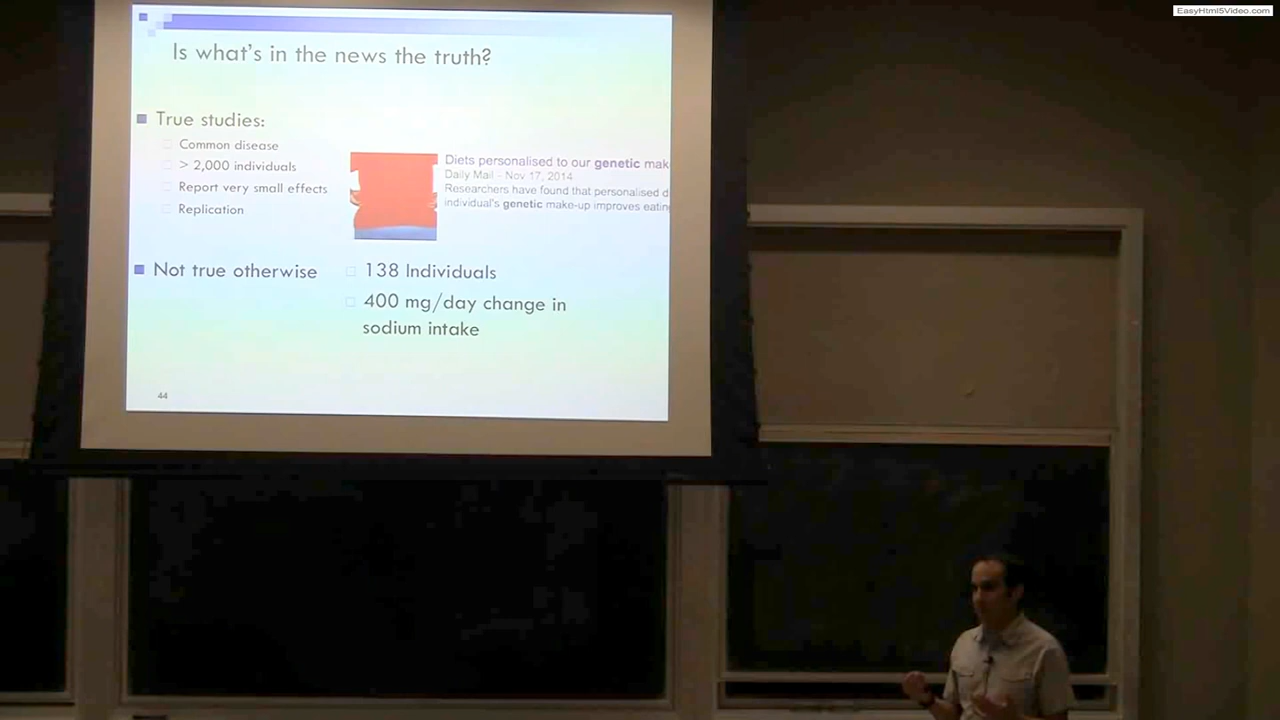 EasyHtml5Video.com
Is what's in the news the truth?
True studies:
Common disease
> 2,000 individuals
Report very small effects
Replication
Diets personalised to our genetic mak
Daily Mail - Nov 17, 2014
Researchers have found that personalised d
individual's genetic make-up improves eatin
Not true otherwise
138 Individuals
400 mg/day change in
sodium intake
44